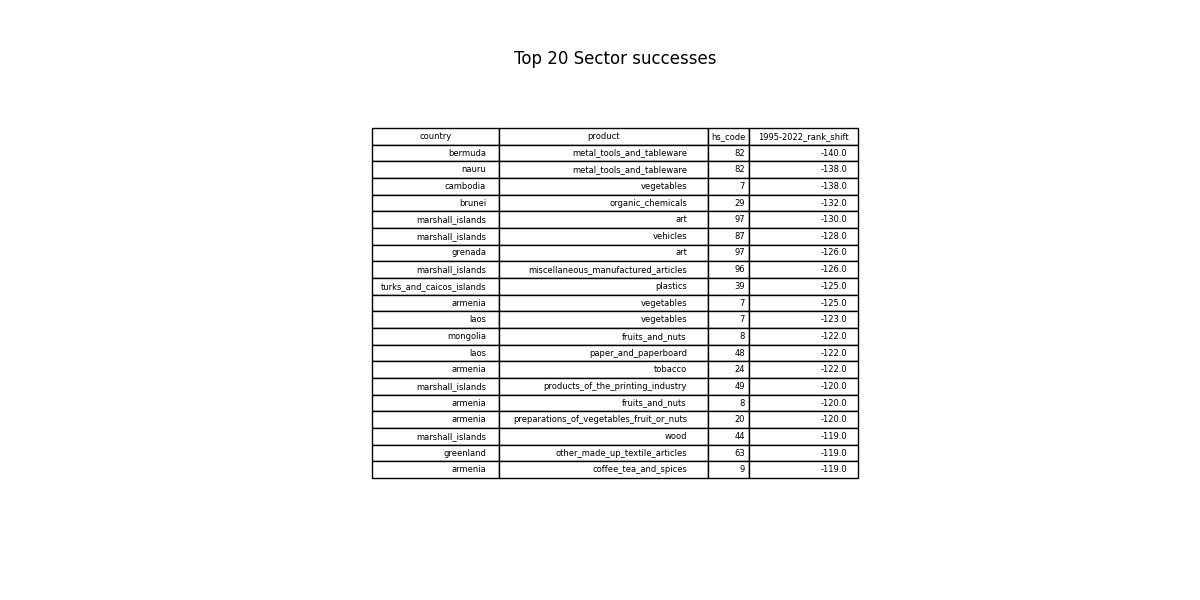 Top 20 Sector successes
country product hs_code 1995-2022_rank_shift
bermuda metal_tools_and_tableware 82 -140.0
nauru metal_tools_and_tableware 82 -138.0
cambodia vegetables 7 -138.0
brunei organic_chemicals 29 -132.0
marshall_islands art 97 -130.0
marshall_islands vehicles 87 -128.0
grenada art 97 -126.0
marshall_islands miscellaneous_manufactured_articles 96 -126.0
turks_and_caicos_islands plastics 39 -125.0
armenia vegetables 7 -125.0
laos vegetables 7 -123.0
mongolia fruits_and_nuts 8 -122.0
laos paper_and_paperboard 48 -122.0
armenia tobacco 24 -122.0
marshall_islands products_of_the_printing_industry 49 -120.0
armenia fruits_and_nuts 8 -120.0
armenia preparations_of_vegetables_fruit_or_nuts 20 -120.0
marshall_islands wood 44 -119.0
greenland other_made_up_textile_articles 63 -119.0
armenia coffee_tea_and_spices 9 -119.0